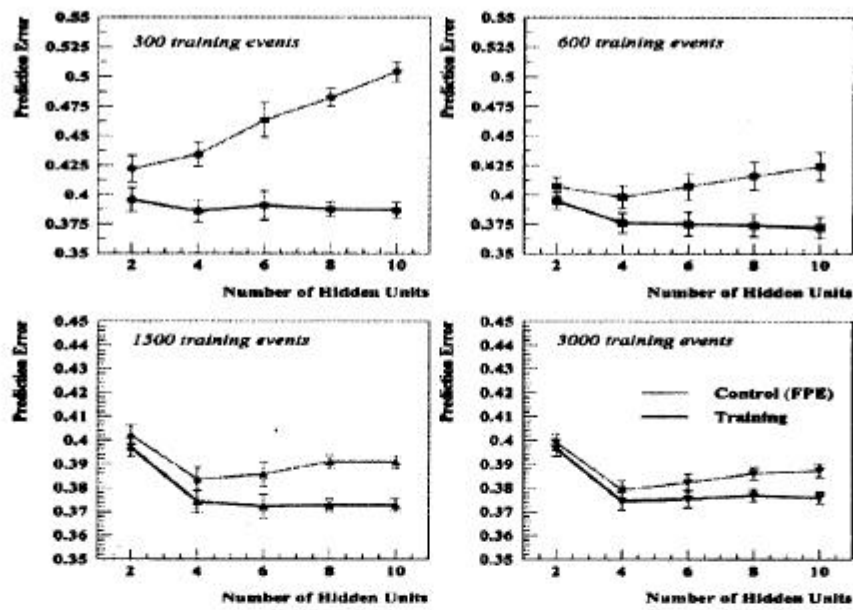 Prediction Error
0.55
0.525
0.5
0.475
0.45
0.425
0.4
0.375
0.35
300 training events
2 4 6 8 10
Number of Hidden Units
Prediction Error
0.55
0.525
0.5
0.475
0.45
0.425
0.4
0.375
0.35
600 training events
2 4 6 8 10
Number of Hidden Units
Prediction Error
0.45
0.44
0.43
0.42
0.41
0.4
0.39
0.38
0.37
0.36
0.35
1500 training events
2 4 6 8 10
Number of Hidden Units
Prediction Error
0.45
0.44
0.43
0.42
0.41
0.4
0.39
0.38
0.37
0.36
0.35
3000 training events
Control (FPE)
Training
2 4 6 8 10
Number of Hidden Units